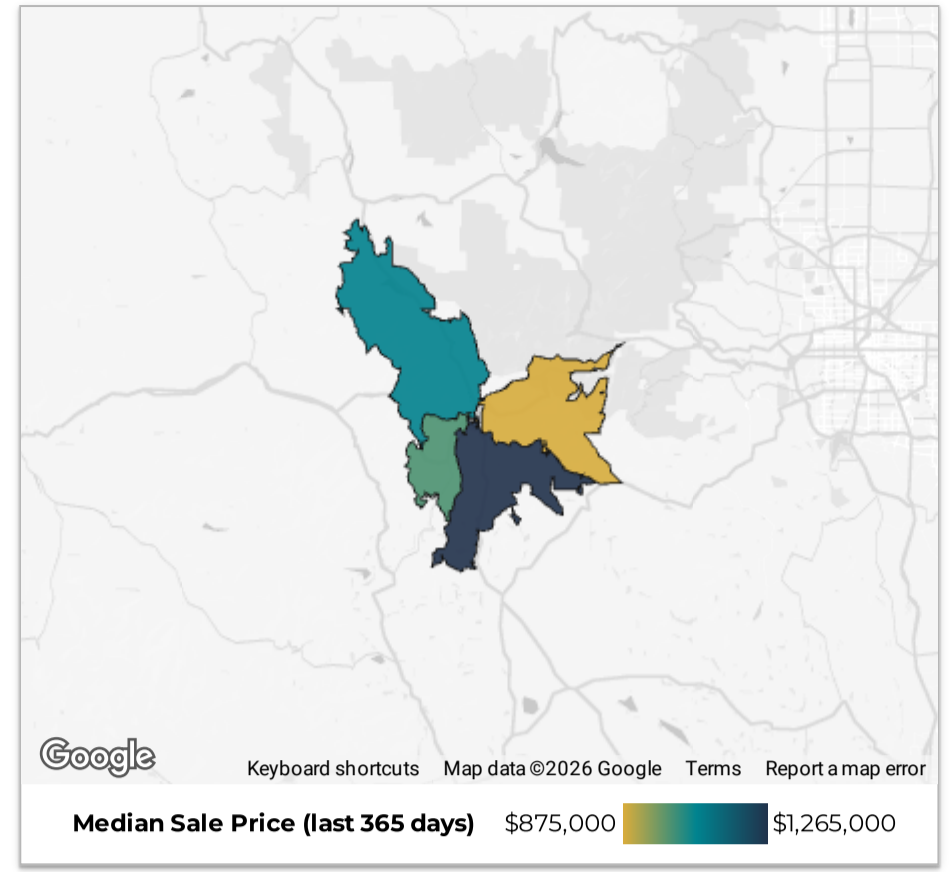 Google
Keyboard shortcuts Map data ©2026 Google Terms Report a map error
Median Sale Price (last 365 days) $875,000 $1,265,000